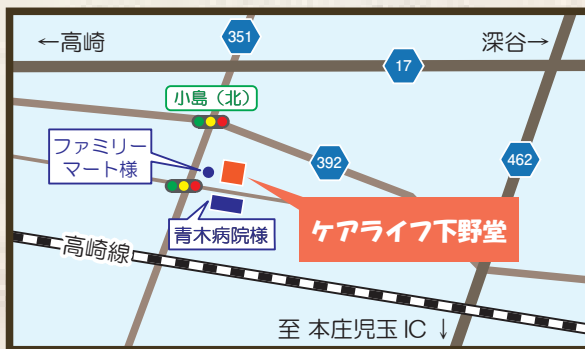 ←高崎
351
深谷→
17
小島（北）
ファミリー
マート様
392
462
青木病院様
ケアライフ下野堂
高崎線
至 本庄児玉 IC ↓